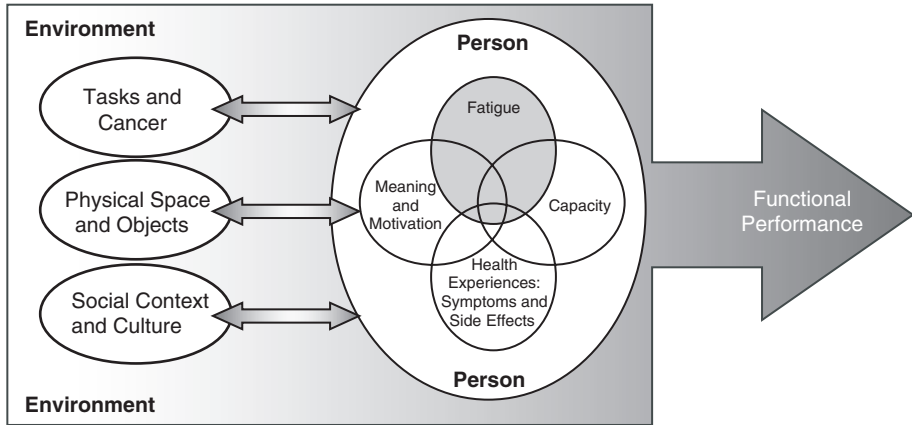 Environment
Tasks and
Cancer
Physical Space
and Objects
Social Context
and Culture
Environment
Person
Fatigue
Meaning
and
Motivation
Capacity
Health
Experiences:
Symptoms and
Side Effects
Person
Functional
Performance